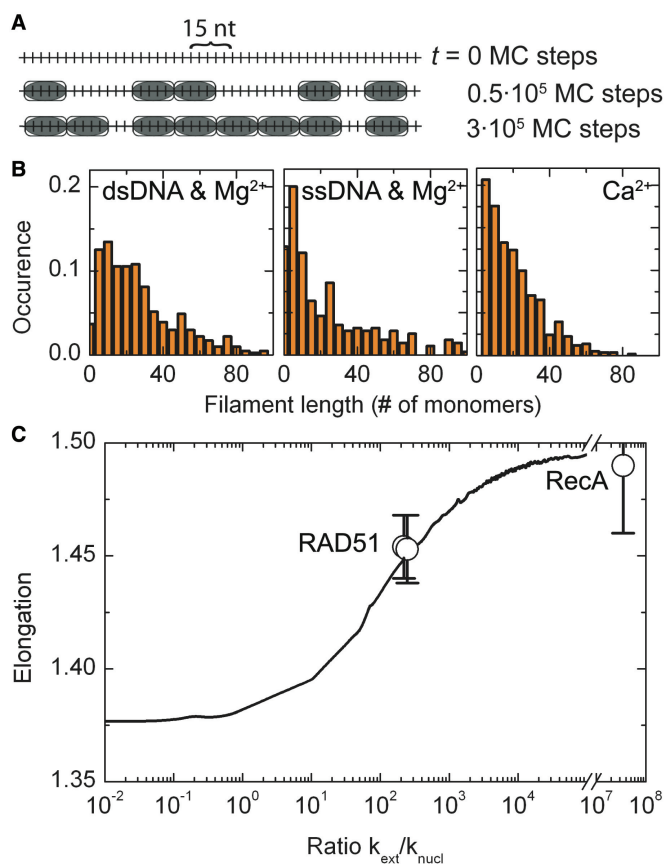 A
15 nt
t = 0 MC steps
0.5·10⁵ MC steps
3·10⁵ MC steps
B
dsDNA & Mg²⁺
ssDNA & Mg²⁺
Ca²⁺
0.2
0.1
0.0
Occurence
0 40 80 0 40 80 0 40 80
Filament length (# of monomers)
C
1.50
1.45
1.40
1.35
Elongation
RecA
RAD51
10⁻² 10⁻¹ 10⁰ 10¹ 10² 10³ 10⁴ 10⁷ 10⁸
Ratio k_ext/k_nucl